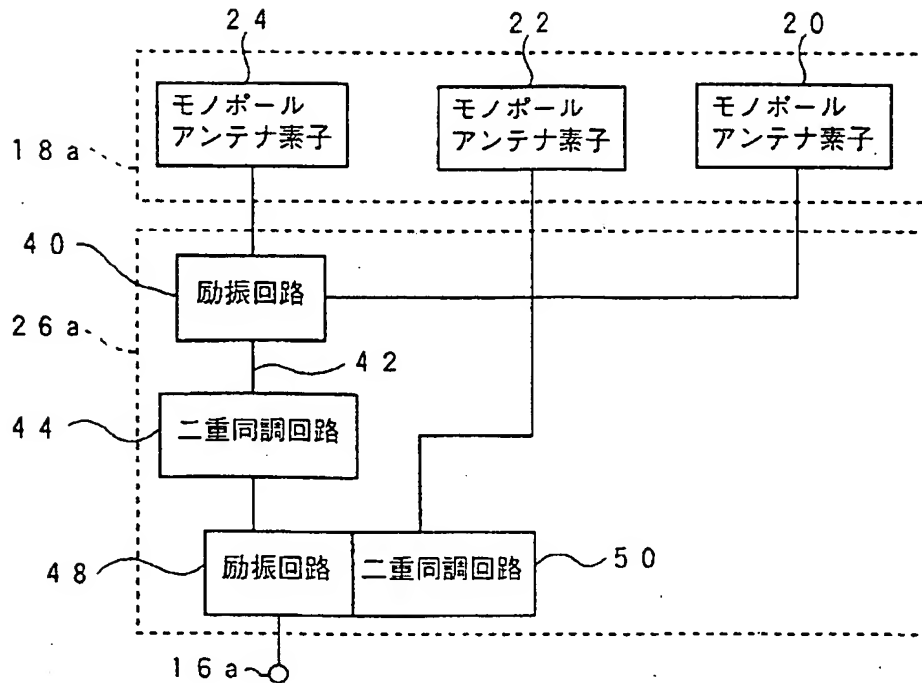 24
22
20
モノポール
アンテナ素子
モノポール
アンテナ素子
モノポール
アンテナ素子
18a
40
励振回路
26a
42
44
二重同調回路
48
励振回路
二重同調回路
50
16a